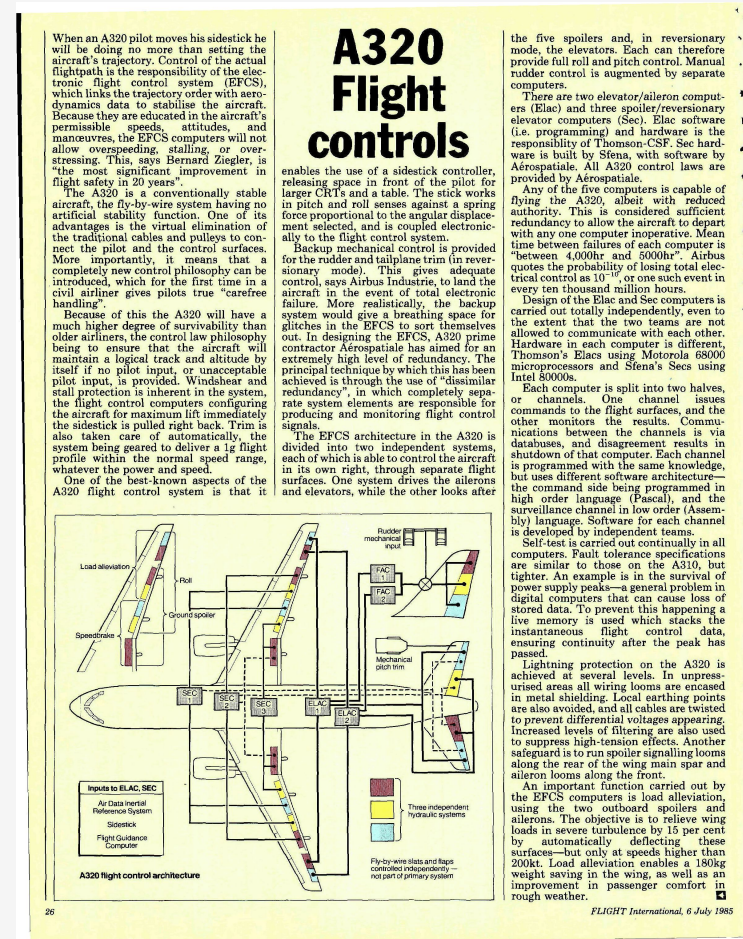 When an A320 pilot moves his sidestick he
will be doing no more than setting the
aircraft's trajectory. Control of the actual
flightpath is the responsibility of the elec-
tronic flight control system (EFCS),
which links the trajectory order with aero-
dynamics data to stabilise the aircraft.
Because they are educated in the aircraft's
permissible speeds, attitudes, and
manœuvres, the EFCS computers will not
allow overspeeding, stalling, or over-
stressing. This, says Bernard Ziegler, is
"the most significant improvement in
flight safety in 20 years".
The A320 is a conventionally stable
aircraft, the fly-by-wire system having no
artificial stability function. One of its
advantages is the virtual elimination of
the traditional cables and pulleys to con-
nect the pilot and the control surfaces.
More importantly, it means that a
completely new control philosophy can be
introduced, which for the first time in a
civil airliner gives pilots true "carefree
handling".
Because of this the A320 will have a
much higher degree of survivability than
older airliners, the control law philosophy
being to ensure that the aircraft will
maintain a logical track and altitude by
itself if no pilot input, or unacceptable
pilot input, is provided. Windshear and
stall protection is inherent in the system,
the flight control computers configuring
the aircraft for maximum lift immediately
the sidestick is pulled right back. Trim is
also taken care of automatically, the
system being geared to deliver a 1g flight
profile within the normal speed range,
whatever the power and speed.
One of the best-known aspects of the
A320 flight control system is that it
A320
Flight
controls
enables the use of a sidestick controller,
releasing space in front of the pilot for
larger CRTs and a table. The stick works
in pitch and roll senses against a spring
force proportional to the angular displace-
ment selected, and is coupled electronic-
ally to the flight control system.
Backup mechanical control is provided
for the rudder and tailplane trim (in rever-
sionary mode). This gives adequate
control, says Airbus Industrie, to land the
aircraft in the event of total electronic
failure. More realistically, the backup
system would give a breathing space for
glitches in the EFCS to sort themselves
out. In designing the EFCS, A320 prime
contractor Aérospatiale has aimed for an
extremely high level of redundancy. The
principal technique by which this has been
achieved is through the use of "dissimilar
redundancy", in which completely sepa-
rate system elements are responsible for
producing and monitoring flight control
signals.
The EFCS architecture in the A320 is
divided into two independent systems,
each of which is able to control the aircraft
in its own right, through separate flight
surfaces. One system drives the ailerons
and elevators, while the other looks after
the five spoilers and, in reversionary
mode, the elevators. Each can therefore
provide full roll and pitch control. Manual
rudder control is augmented by separate
computers.
There are two elevator/aileron comput-
ers (Elac) and three spoiler/reversionary
elevator computers (Sec). Elac software
(i.e. programming) and hardware is the
responsiblity of Thomson-CSF. Sec hard-
ware is built by Sfena, with software by
Aérospatiale. All A320 control laws are
provided by Aérospatiale.
Any of the five computers is capable of
flying the A320, albeit with reduced
authority. This is considered sufficient
redundancy to allow the aircraft to depart
with any one computer inoperative. Mean
time between failures of each computer is
"between 4,000hr and 5000hr". Airbus
quotes the probability of losing total elec-
trical control as 10⁻¹⁰, or one such event in
every ten thousand million hours.
Design of the Elac and Sec computers is
carried out totally independently, even to
the extent that the two teams are not
allowed to communicate with each other.
Hardware in each computer is different,
Thomson's Elacs using Motorola 68000
microprocessors and Sfena's Secs using
Intel 80000s.
Each computer is split into two halves,
or channels. One channel issues
commands to the flight surfaces, and the
other monitors the results. Commu-
nications between the channels is via
databuses, and disagreement results in
shutdown of that computer. Each channel
is programmed with the same knowledge,
but uses different software architecture—
the command side being programmed in
high order language (Pascal), and the
surveillance channel in low order (Assem-
bly) language. Software for each channel
is developed by independent teams.
Self-test is carried out continually in all
computers. Fault tolerance specifications
are similar to those on the A310, but
tighter. An example is in the survival of
power supply peaks—a general problem in
digital computers that can cause loss of
stored data. To prevent this happening a
live memory is used which stacks the
instantaneous flight control data,
ensuring continuity after the peak has
passed.
Lightning protection on the A320 is
achieved at several levels. In unpress-
urised areas all wiring looms are encased
in metal shielding. Local earthing points
are also avoided, and all cables are twisted
to prevent differential voltages appearing.
Increased levels of filtering are also used
to suppress high-tension effects. Another
safeguard is to run spoiler signalling looms
along the rear of the wing main spar and
aileron looms along the front.
An important function carried out by
the EFCS computers is load alleviation,
using the two outboard spoilers and
ailerons. The objective is to relieve wing
loads in severe turbulence by 15 per cent
by automatically deflecting these
surfaces—but only at speeds higher than
200kt. Load alleviation enables a 180kg
weight saving in the wing, as well as an
improvement in passenger comfort in
rough weather.
Load alleviation
Roll
Ground spoiler
Speedbrake
Rudder
mechanical
input
FAC
1
FAC
2
Mechanical
pitch trim
SEC
1
SEC
2
SEC
3
ELAC
1
ELAC
2
Inputs to ELAC, SEC
Air Data Inertial
Reference System
Sidestick
Flight Guidance
Computer
Three independent
hydraulic systems
Fly-by-wire slats and flaps
controlled independently —
not part of primary system
A320 flight control architecture
26
FLIGHT International, 6 July 1985